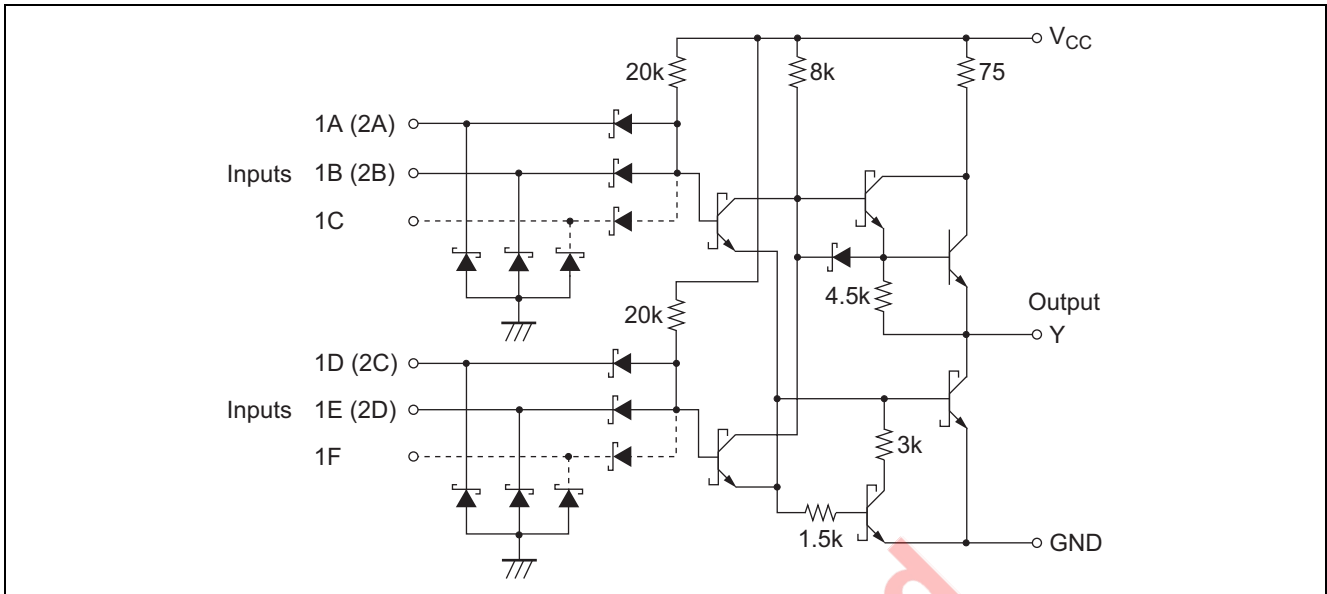 V_CC
20k
8k
75
1A (2A)
Inputs 1B (2B)
1C
4.5k
Output
Y
20k
1D (2C)
Inputs 1E (2D)
1F
3k
1.5k
GND